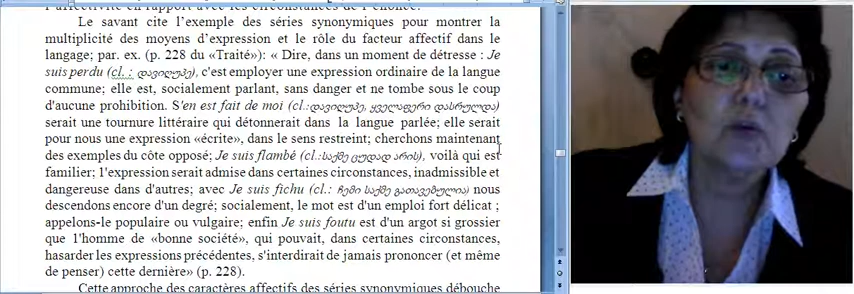 l'affectivité en rapport avec les circonstances de l'énoncé.
Le savant cite l’exemple des séries synonymiques pour montrer la
multiplicité des moyens d’expression et le rôle du facteur affectif dans le
langage; par. ex. (p. 228 du «Traité»): « Dire, dans un moment de détresse : Je
suis perdu (cl. : დავიღუპე), c'est employer une expression ordinaire de la langue
commune; elle est, socialement parlant, sans danger et ne tombe sous le coup
d'aucune prohibition. S'en est fait de moi (cl.:დავიღუპე, ყველაფერი დასრულდა)
serait une tournure littéraire qui détonnerait dans la langue parlée; elle serait
pour nous une expression «écrite», dans le sens restreint; cherchons maintenant
des exemples du côte opposé; Je suis flambé (cl.:საქმე ცუდად არის), voilà qui est
familier; l'expression serait admise dans certaines circonstances, inadmissible et
dangereuse dans d'autres; avec Je suis fichu (cl.: ჩემი საქმე გათავებულია) nous
descendons encore d'un degré; socialement, le mot est d'un emploi fort délicat ;
appelons-le populaire ou vulgaire; enfin Je suis foutu est d'un argot si grossier
que l'homme de «bonne société», qui pouvait, dans certaines circonstances,
hasarder les expressions précédentes, s'interdirait de jamais prononcer (et même
de penser) cette dernière» (p. 228).
Cette approche des caractères affectifs des séries synonymiques débouche